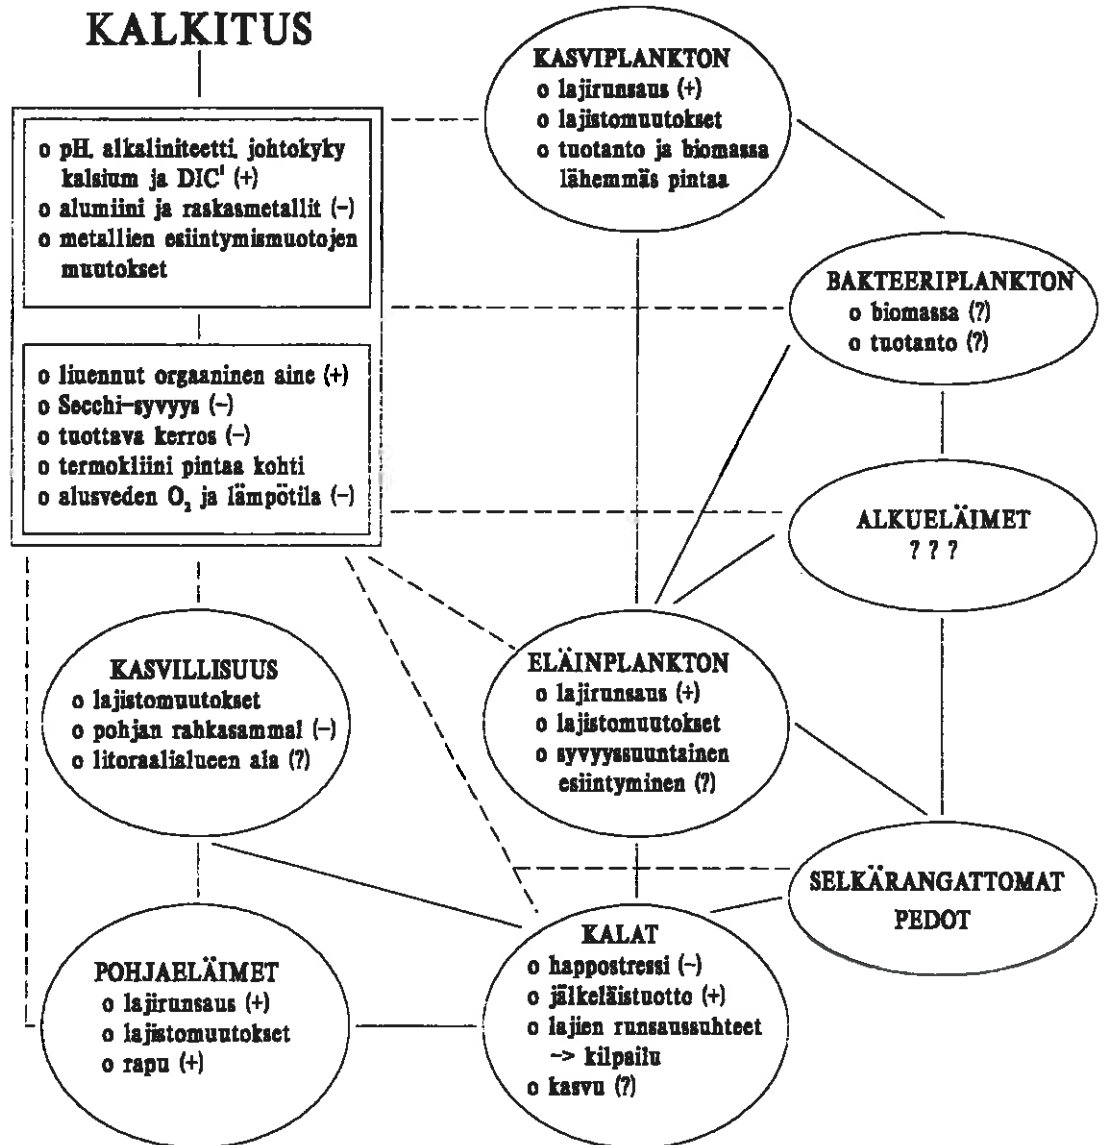 KALKITUS
o pH, alkaliniteetti, johtokyky
kalsium ja DIC¹ (+)
o alumiini ja raskasmetallit (-)
o metallien esiintymismuotojen
muutokset
o liuennut orgaaninen aine (+)
o Secchi-syvyys (-)
o tuottava kerros (-)
o termokliini pintaa kohti
o alusveden O₂ ja lämpötila (-)
KASVIPLANKTON
o lajirunsaus (+)
o lajistomuutokset
o tuotanto ja biomassa
lähemmäs pintaa
BAKTEERIPLANKTON
o biomassa (?)
o tuotanto (?)
ALKUELÄIMET
? ? ?
KASVILLISUUS
o lajistomuutokset
o pohjan rahkasammal (-)
o litoraalialueen ala (?)
ELÄINPLANKTON
o lajirunsaus (+)
o lajistomuutokset
o syvyyssuuntainen
esiintyminen (?)
SELKÄRANGATTOMAT
PEDOT
POHJAELÄIMET
o lajirunsaus (+)
o lajistomuutokset
o rapu (+)
KALAT
o happostressi (-)
o jälkeläistuotto (+)
o lajien runsaussuhteet
-> kilpailu
o kasvu (?)